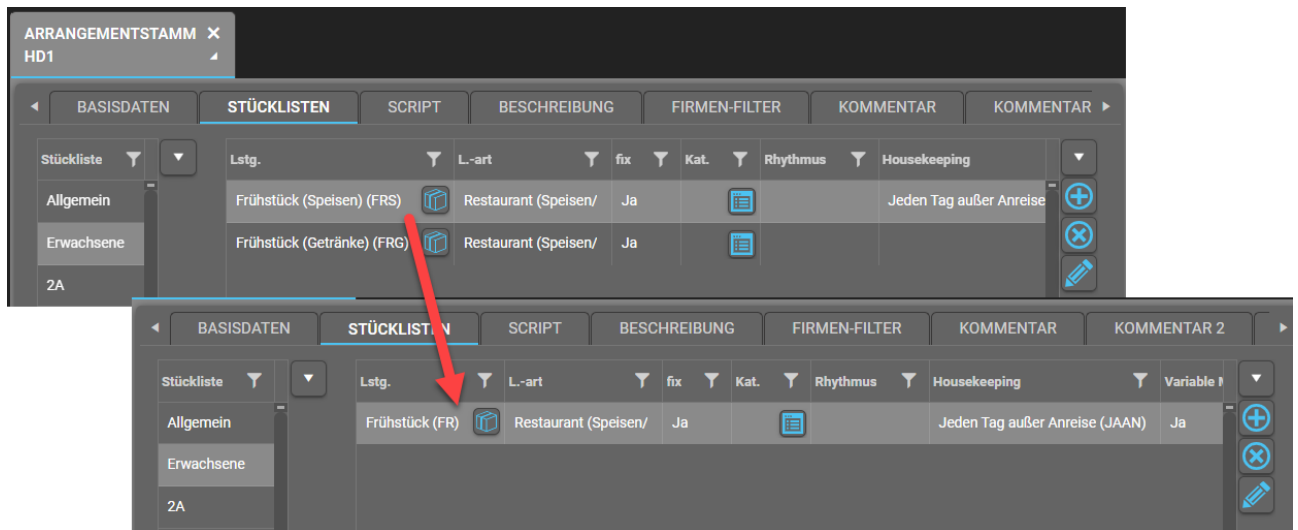 ARRANGEMENTSTAMM
HD1
BASISDATEN STÜCKLISTEN SCRIPT BESCHREIBUNG FIRMEN-FILTER KOMMENTAR KOMMENTAR
Stückliste Lstg. L.-art fix Kat. Rhythmus Housekeeping
Allgemein Frühstück (Speisen) (FRS) Restaurant (Speisen/ Ja Jeden Tag außer Anreise
Erwachsene Frühstück (Getränke) (FRG) Restaurant (Speisen/ Ja
2A
BASISDATEN STÜCKLISTEN SCRIPT BESCHREIBUNG FIRMEN-FILTER KOMMENTAR KOMMENTAR 2
Stückliste Lstg. L.-art fix Kat. Rhythmus Housekeeping Variable
Allgemein Frühstück (FR) Restaurant (Speisen/ Ja Jeden Tag außer Anreise (JAAN) Ja
Erwachsene
2A